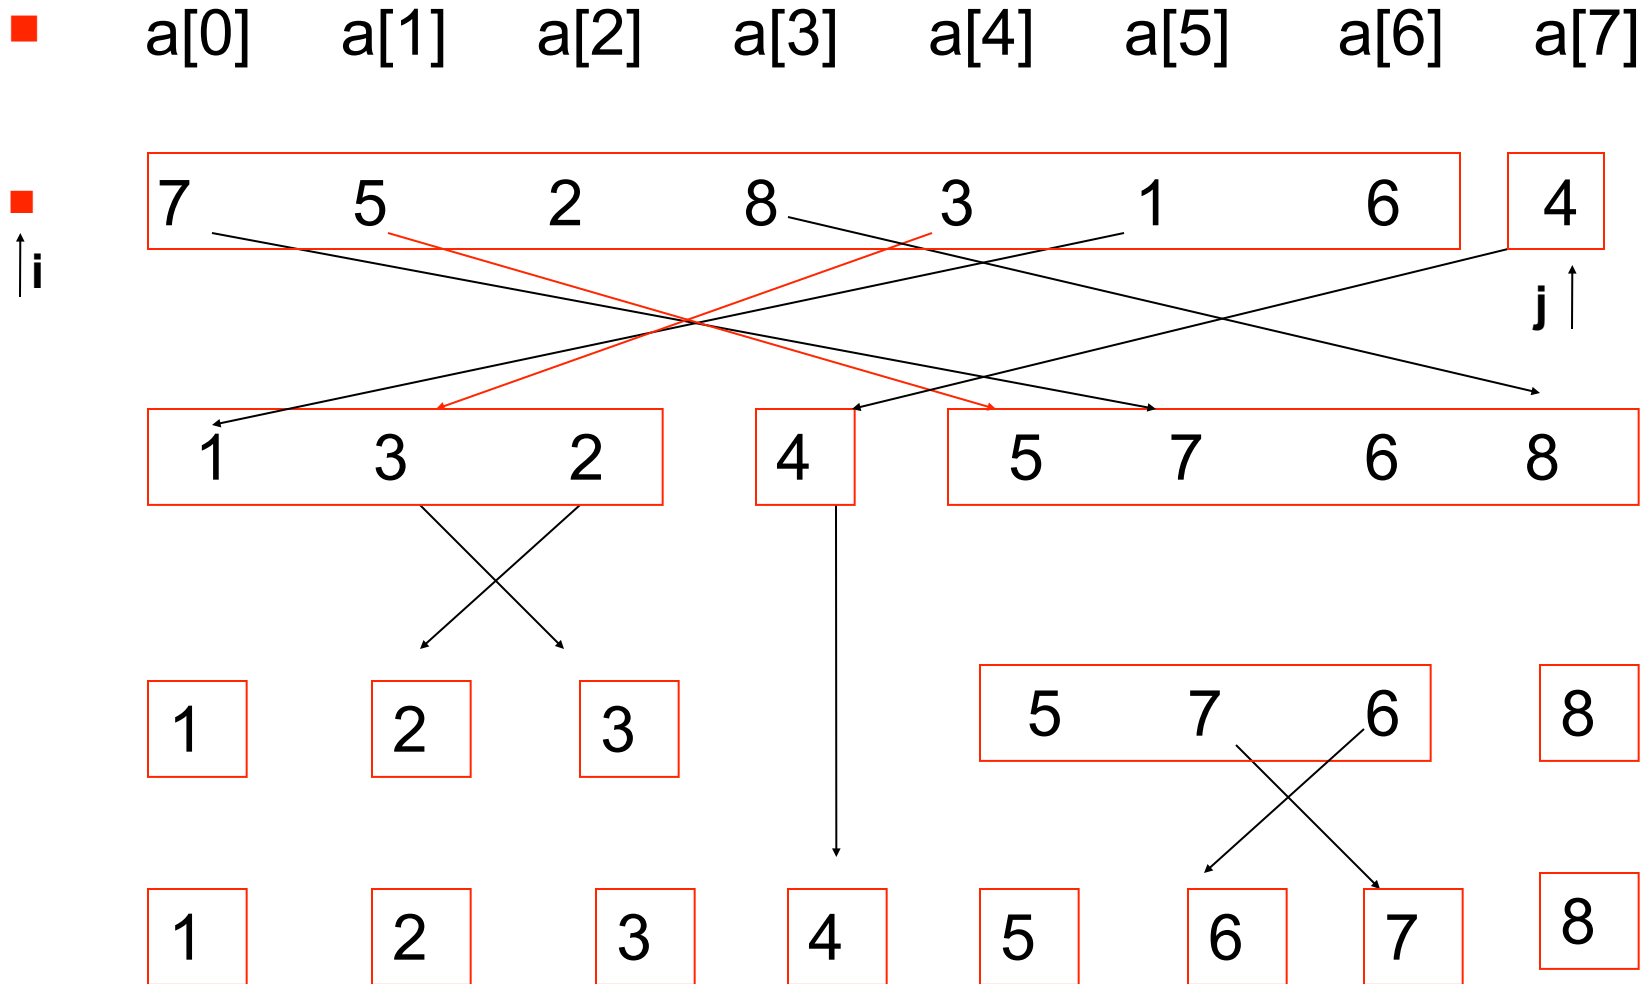 a[0] a[1] a[2] a[3] a[4] a[5] a[6] a[7]
7 5 2 8 3 1 6 4
i
j
1 3 2 4 5 7 6 8
1 2 3 5 7 6 8
1 2 3 4 5 6 7 8